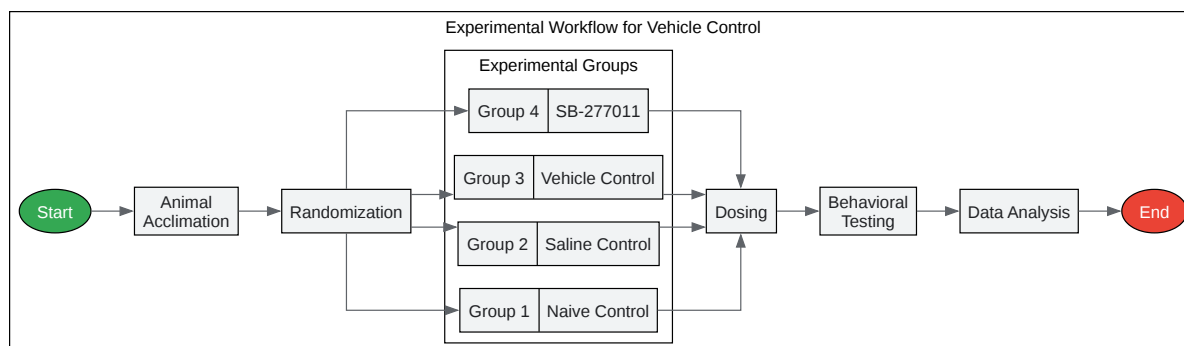 Experimental Workflow for Vehicle Control
Experimental Groups
Group 4 SB-277011
Group 3 Vehicle Control
Start
Animal
Acclimation
Randomization
Dosing
Behavioral
Testing
Data Analysis
End
Group 2 Saline Control
Group 1 Naive Control